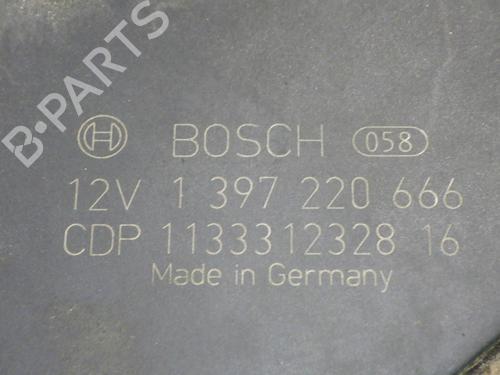 B·PARTS
BOSCH 058
12V 1 397 220 666
CDP 1133312328 16
Made in Germany